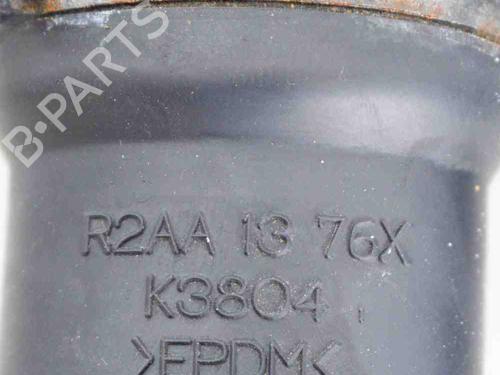 B·PARTS
R2AA 13 76X
K3804
>EPDM<